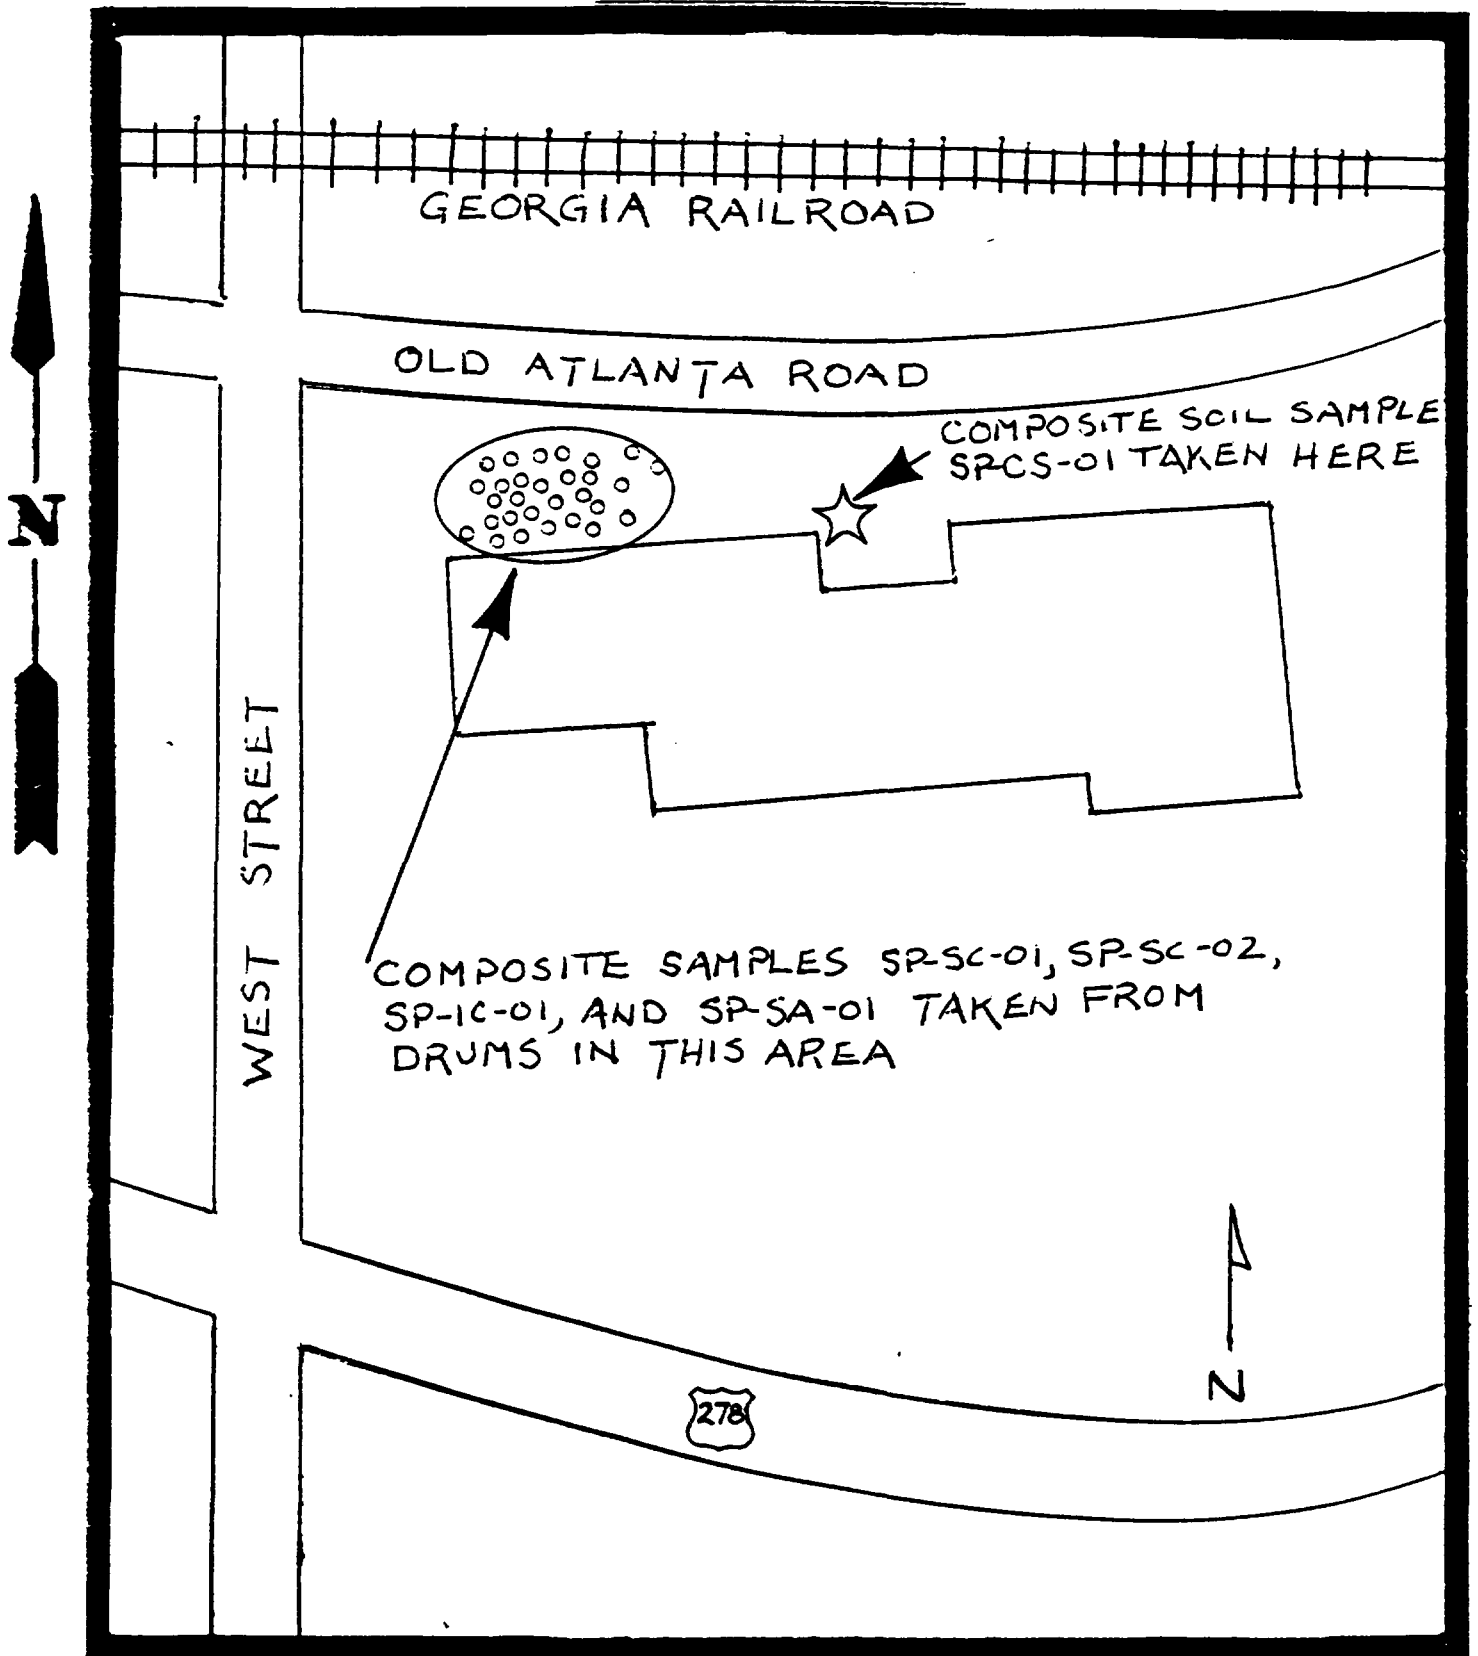 GEORGIA RAILROAD
OLD ATLANTA ROAD
COMPOSITE SOIL SAMPLE
SP-CS-01 TAKEN HERE
N
WEST STREET
COMPOSITE SAMPLES SP-SC-01, SP-SC-02,
SP-IC-01, AND SP-SA-01 TAKEN FROM
DRUMS IN THIS AREA
N
278